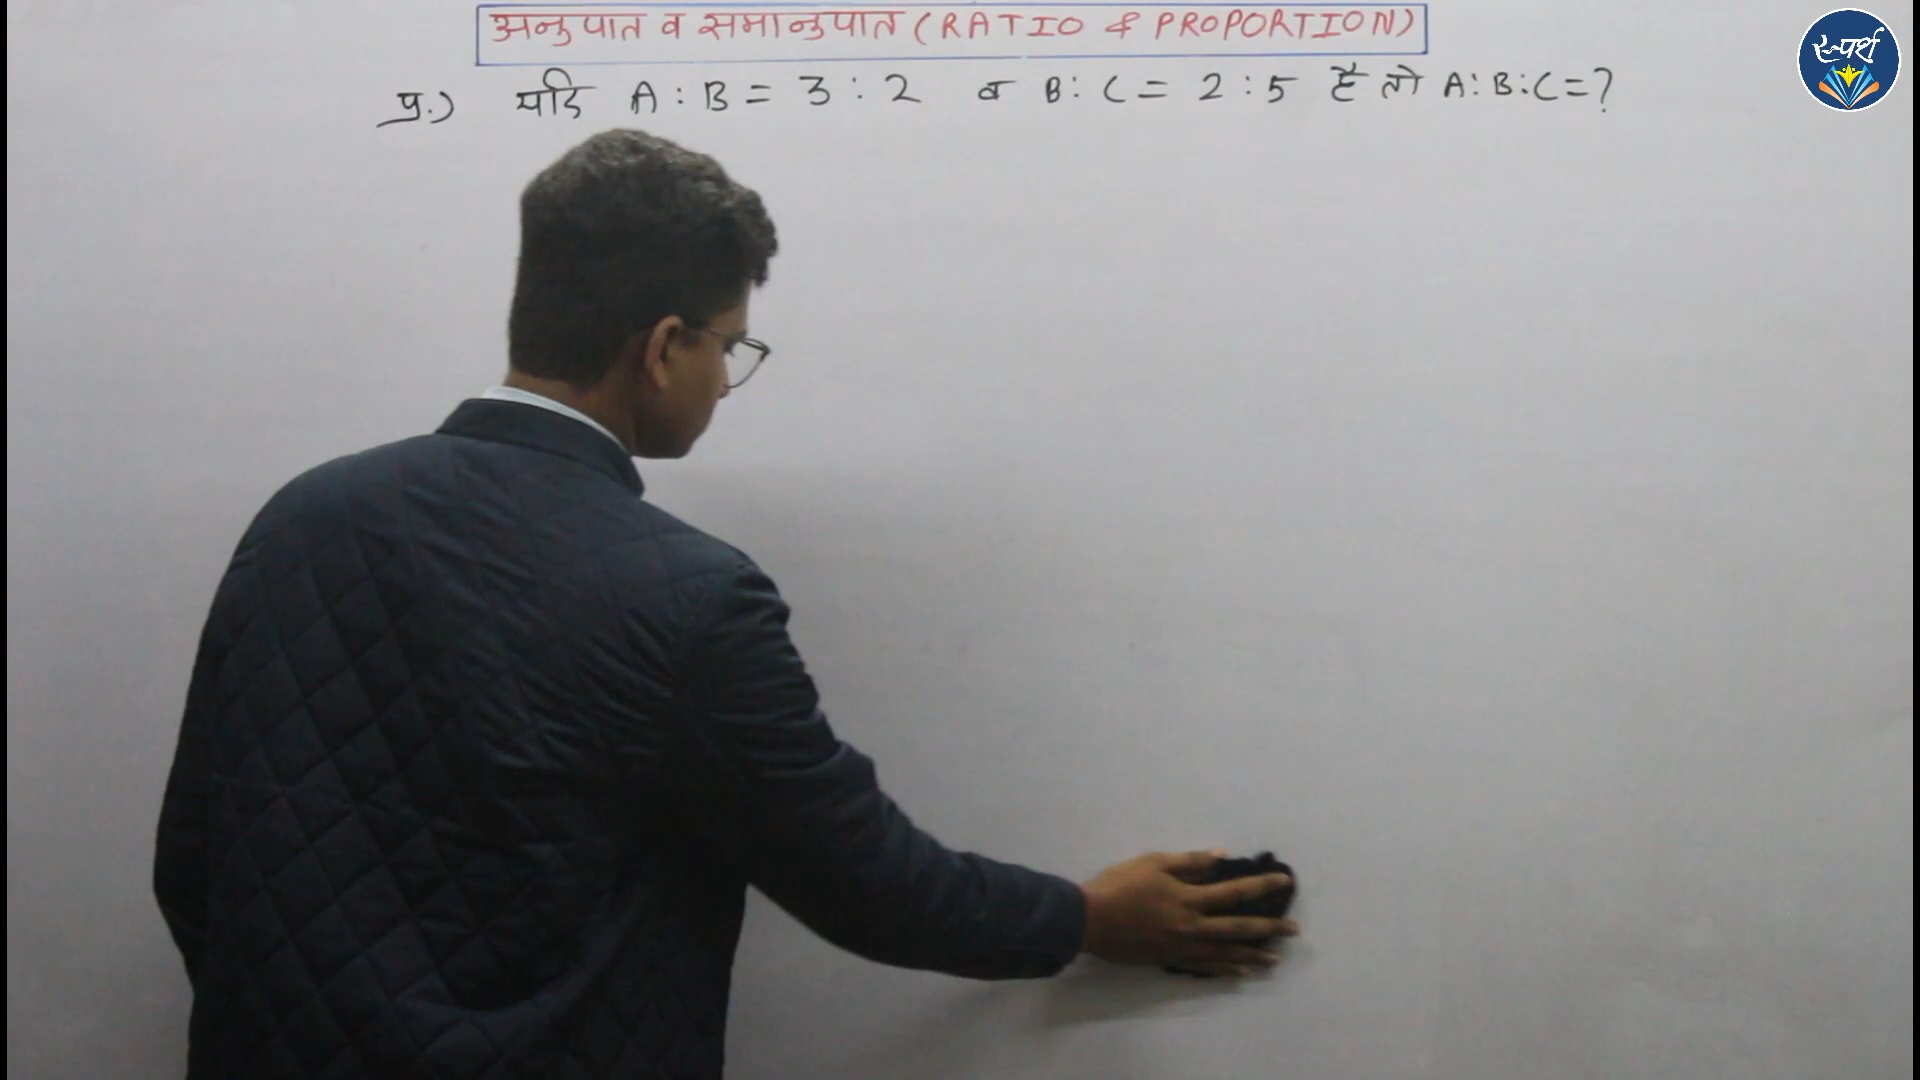 अनुपात व समानुपात (RATIO & PROPORTION)
प्र.) यदि A : B = 3 : 2 व B : C = 2 : 5 है तो A : B : C = ?
स्पर्श